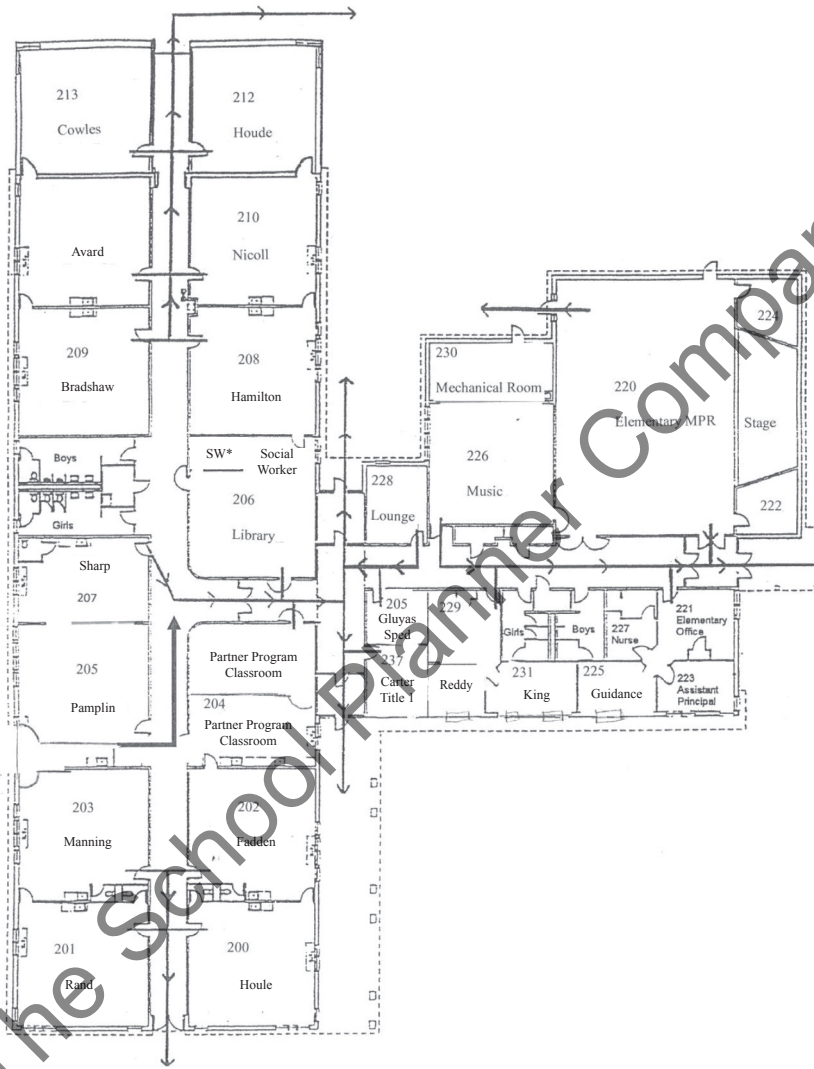 213
Cowles
212
Houde
Avard
210
Nicoll
209
Bradshaw
208
Hamilton
Boys
Girls
SW* Social
Worker
206
Library
Sharp
207
205
Pamplin
Partner Program
Classroom
204
Partner Program
Classroom
203
Manning
202
Fadden
201
Rand
200
Houle
230
Mechanical Room
226
Music
228
Lounge
220
Elementary MPR
224
Stage
222
205
Gluyas
Sped
237
Carter
Title 1
229
Reddy
Girls
Boys
231
King
227
Nurse
225
Guidance
221
Elementary
Office
223
Assistant
Principal
The School Planner Compan